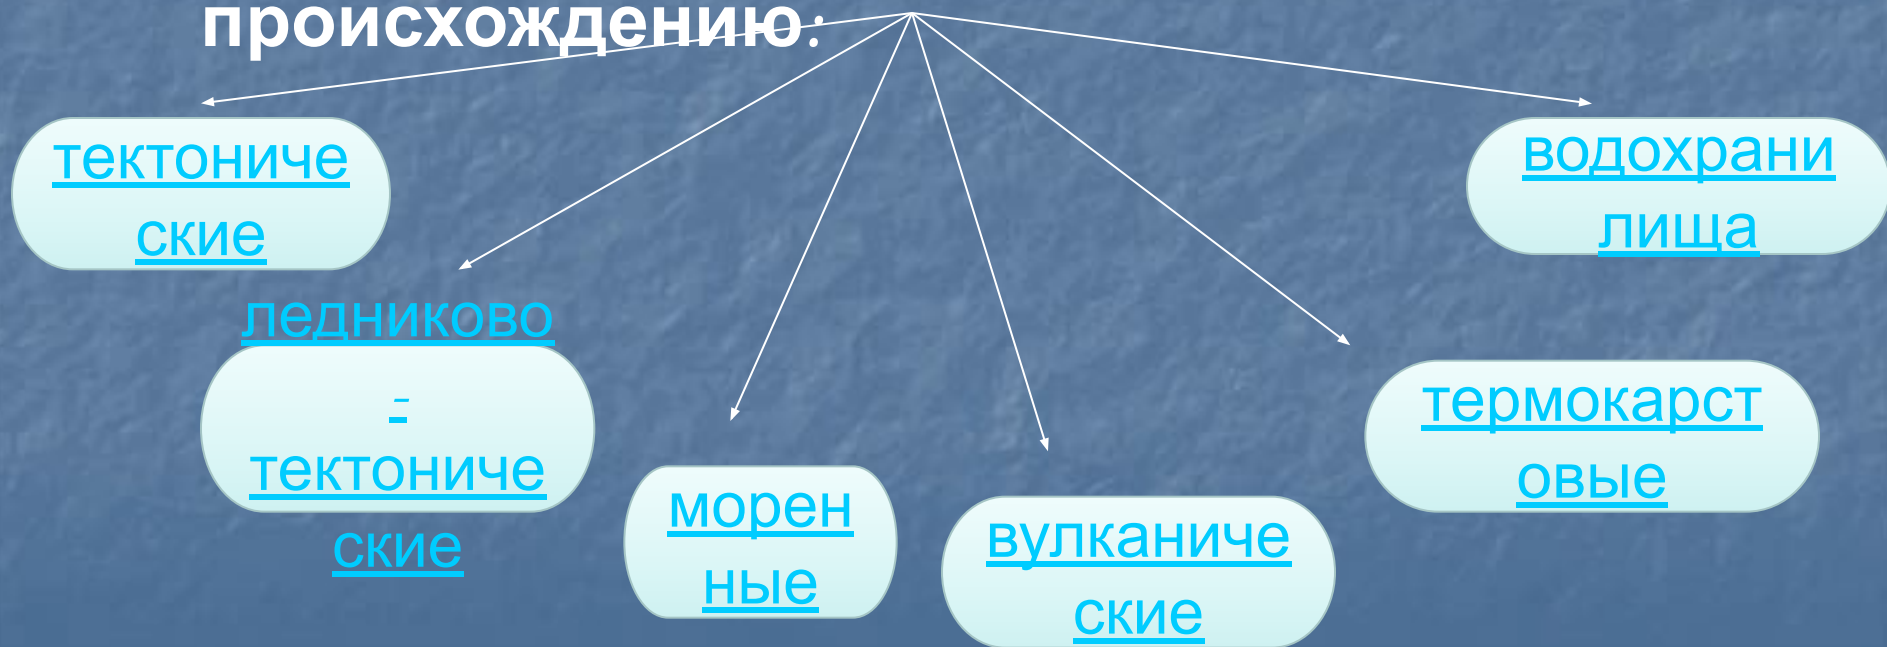 происхождению:
тектониче
ские
водохрани
лища
ледниково
-
тектониче
ские
морен
ные
вулканиче
ские
термокарст
овые